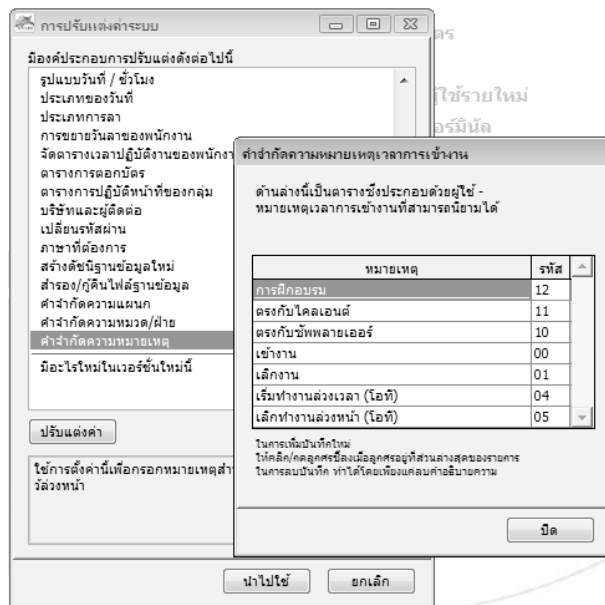 การปรับแต่งค่าระบบ
มีองค์ประกอบการปรับแต่งดังต่อไปนี้
รูปแบบวันที่ / ชั่วโมง
ประเภทของวันที่
ประเภทการลา
การขยายวันลาของพนักงาน
จัดตารางเวลาปฏิบัติงานของพนักงา
ตารางการตอกบัตร
ตารางการปฏิบัติหน้าที่ของกลุ่ม
บริษัทและผู้ติดต่อ
เปลี่ยนรหัสผ่าน
ภาษาที่ต้องการ
สร้างดัชนีฐานข้อมูลใหม่
สำรอง/กู้คืนไฟล์ฐานข้อมูล
คำจำกัดความแผนก
คำจำกัดความหมวด/ฝ่าย
คำจำกัดความหมายเหตุ
มีอะไรใหม่ในเวอร์ชั่นใหม่นี้
ปรับแต่งค่า
ใช้การตั้งค่านี้เพื่อกรอกหมายเหตุสำ
วัล่วงหน้า
นำไปใช้
ยกเลิก
ตร
ผู้ใช้รายใหม่
อร์มินัล
คำจำกัดความหมายเหตุเวลาการเข้างาน
ด้านล่างนี้เป็นตารางซึ่งประกอบด้วยผู้ใช้ -
หมายเหตุเวลาการเข้างานที่สามารถนิยามได้
หมายเหตุ รหัส
การฝึกอบรม 12
ตรงกับไคลเอนต์ 11
ตรงกับซัพพลายเออร์ 10
เข้างาน 00
เลิกงาน 01
เริ่มทำงานล่วงเวลา (โอที) 04
เลิกทำงานล่วงหน้า (โอที) 05
ในการเพิ่มบันทึกใหม่
ให้คลิก/กดลูกศรชี้ลงเมื่อลูกศรอยู่ที่ส่วนล่างสุดของรายการ
ในการลบบันทึก ทำได้โดยเพียงแค่ลบคำอธิบายความ
ปิด